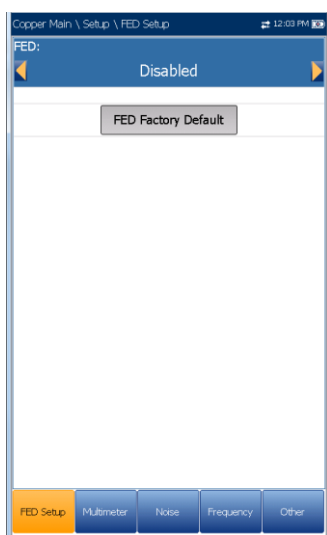 Copper Main \ Setup \ FED Setup 12:03 PM
FED:
Disabled
FED Factory Default
FED Setup Multimeter Noise Frequency Other